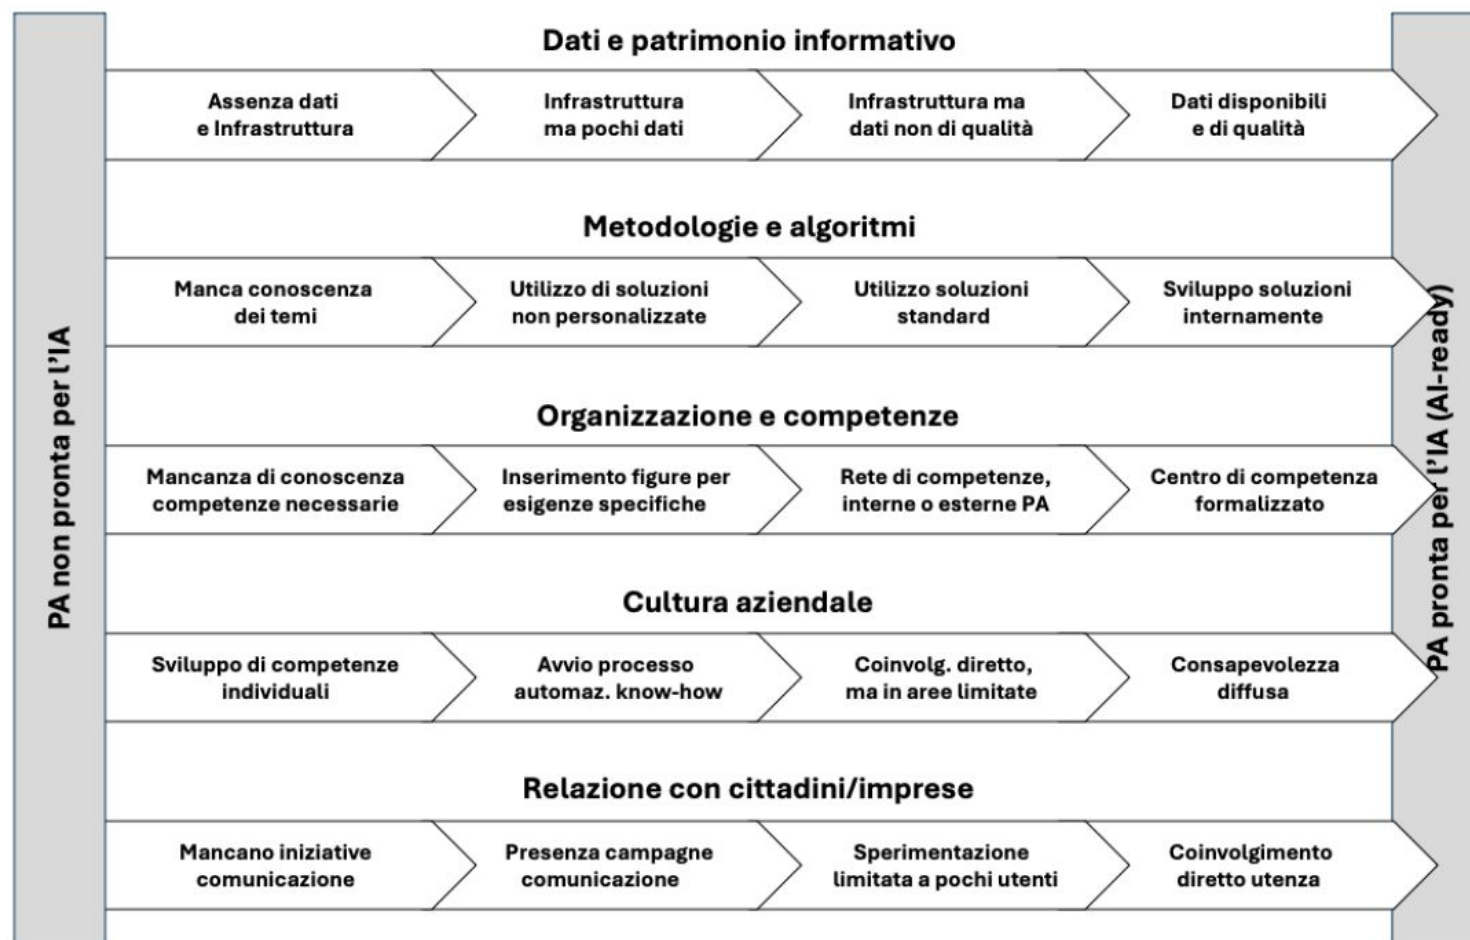 PA non pronta per l'IA
Dati e patrimonio informativo
Assenza dati
e Infrastruttura
Infrastruttura
ma pochi dati
Infrastruttura ma
dati non di qualità
Dati disponibili
e di qualità
Metodologie e algoritmi
Manca conoscenza
dei temi
Utilizzo di soluzioni
non personalizzate
Utilizzo soluzioni
standard
Sviluppo soluzioni
internamente
Organizzazione e competenze
Mancanza di conoscenza
competenze necessarie
Inserimento figure per
esigenze specifiche
Rete di competenze,
interne o esterne PA
Centro di competenza
formalizzato
Cultura aziendale
Sviluppo di competenze
individuali
Avvio processo
automaz. know-how
Coinvolg. diretto,
ma in aree limitate
Consapevolezza
diffusa
Relazione con cittadini/imprese
Mancano iniziative
comunicazione
Presenza campagne
comunicazione
Sperimentazione
limitata a pochi utenti
Coinvolgimento
diretto utenza
PA pronta per l'IA (AI-ready)